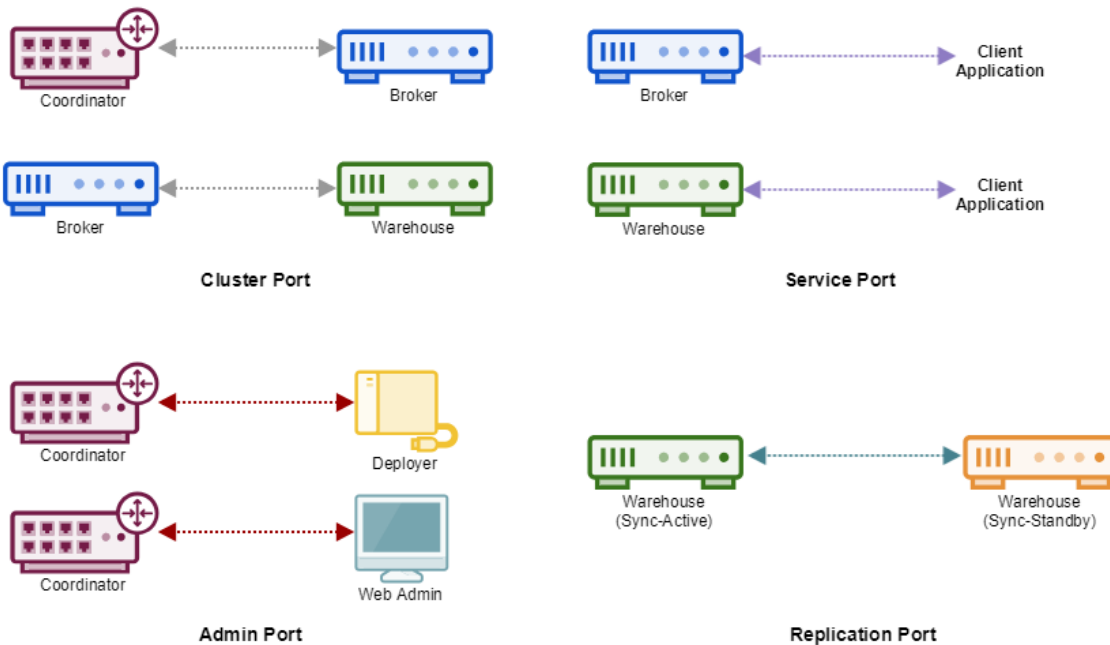 Coordinator
Broker
Broker
Client
Application
Broker
Warehouse
Warehouse
Client
Application
Cluster Port
Service Port
Coordinator
Deployer
Coordinator
Web Admin
Warehouse
(Sync-Active)
Warehouse
(Sync-Standby)
Admin Port
Replication Port